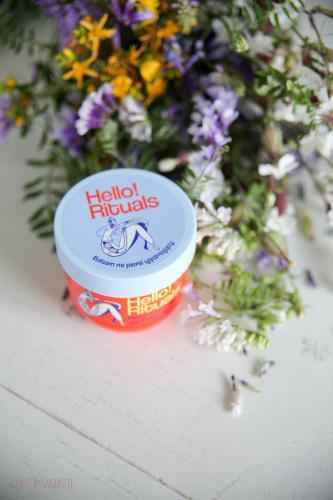 Hello!
Rituals
Balsam na piersi ujędrniający
Hello!
Rituals